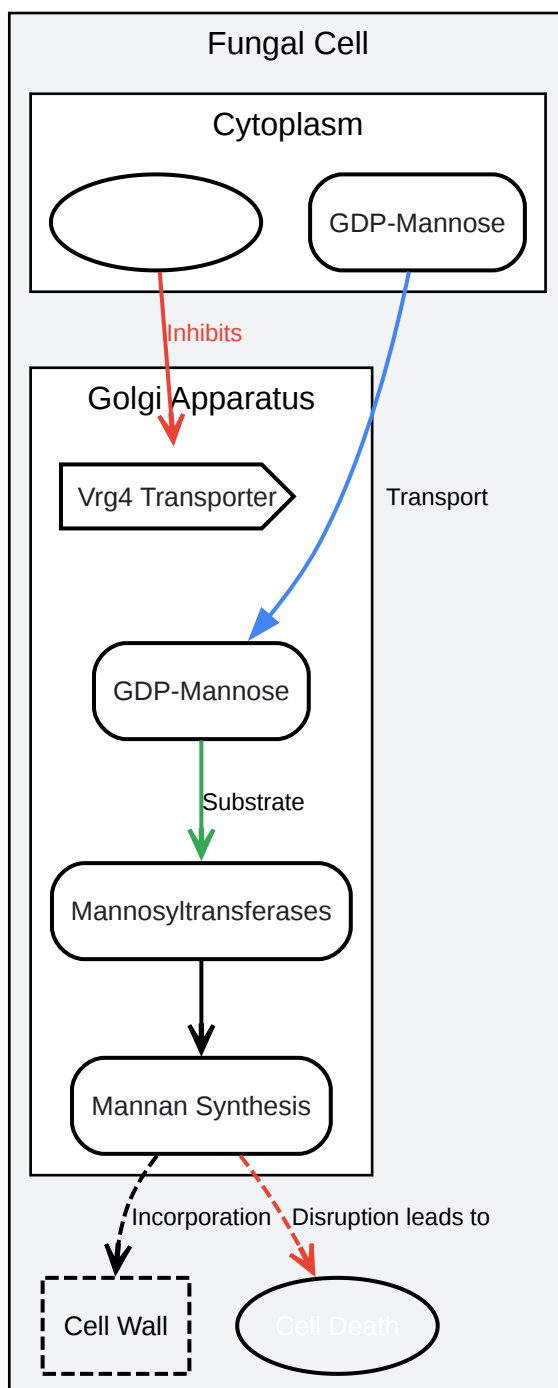 Fungal Cell
Cytoplasm
GDP-Mannose
Inhibits
Golgi Apparatus
Vrg4 Transporter
Transport
GDP-Mannose
Substrate
Mannosyltransferases
Mannan Synthesis
Incorporation
Disruption leads to
Cell Wall
Cell Death